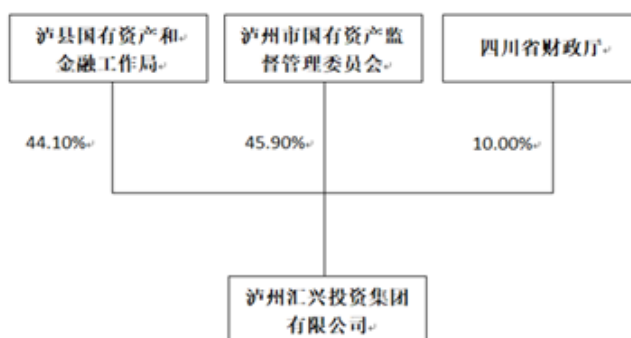 泸县国有资产和
金融工作局
泸州市国有资产监
督管理委员会
四川省财政厅
44.10%
45.90%
10.00%
泸州汇兴投资集团
有限公司